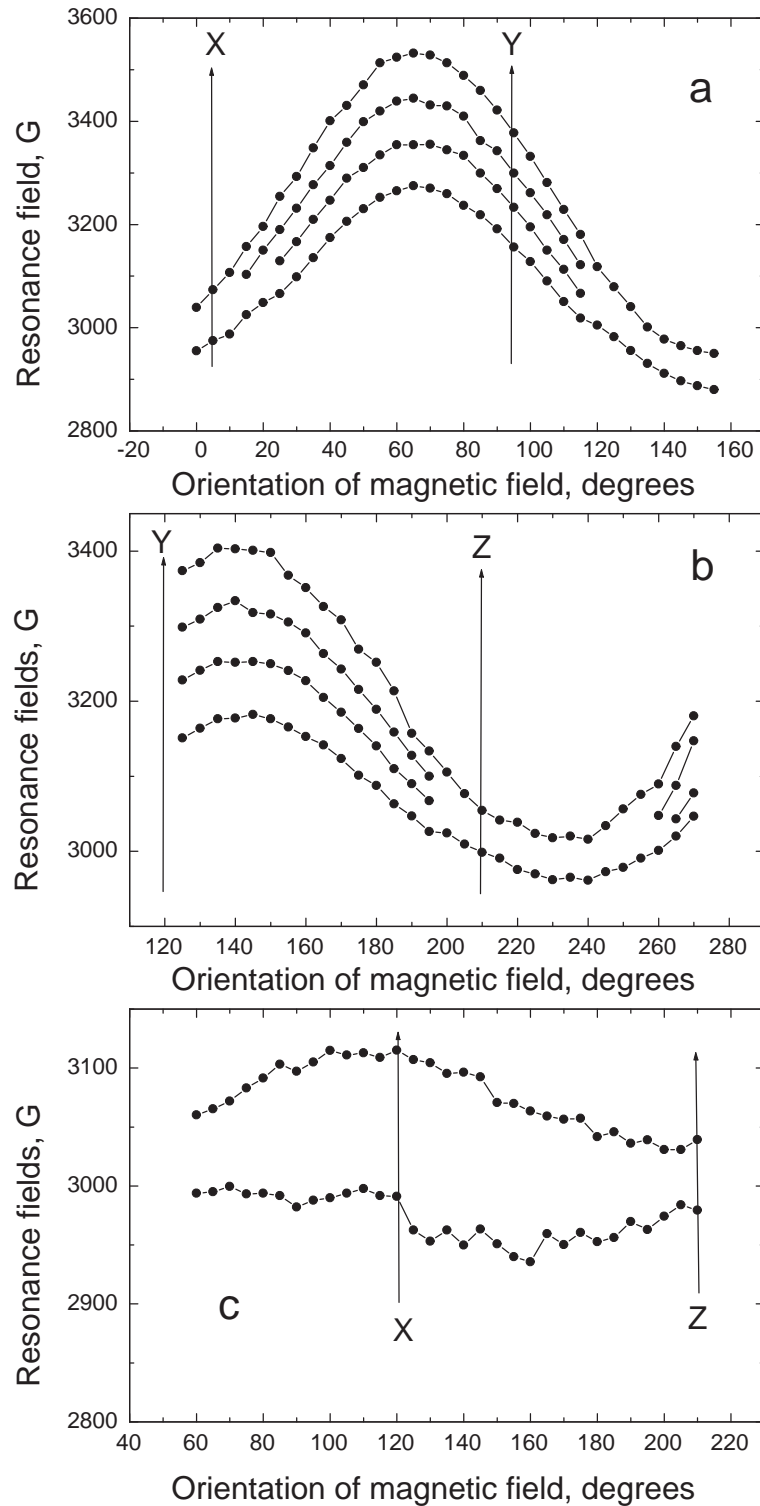 3600
X
Y
a
3400
3200
3000
2800
Resonance field, G
-20 0 20 40 60 80 100 120 140 160
Orientation of magnetic field, degrees
Y
Z
b
3400
3200
3000
Resonance fields, G
120 140 160 180 200 220 240 260 280
Orientation of magnetic field, degrees
3100
3000
2900
2800
Resonance fields, G
c
X
Z
40 60 80 100 120 140 160 180 200 220
Orientation of magnetic field, degrees